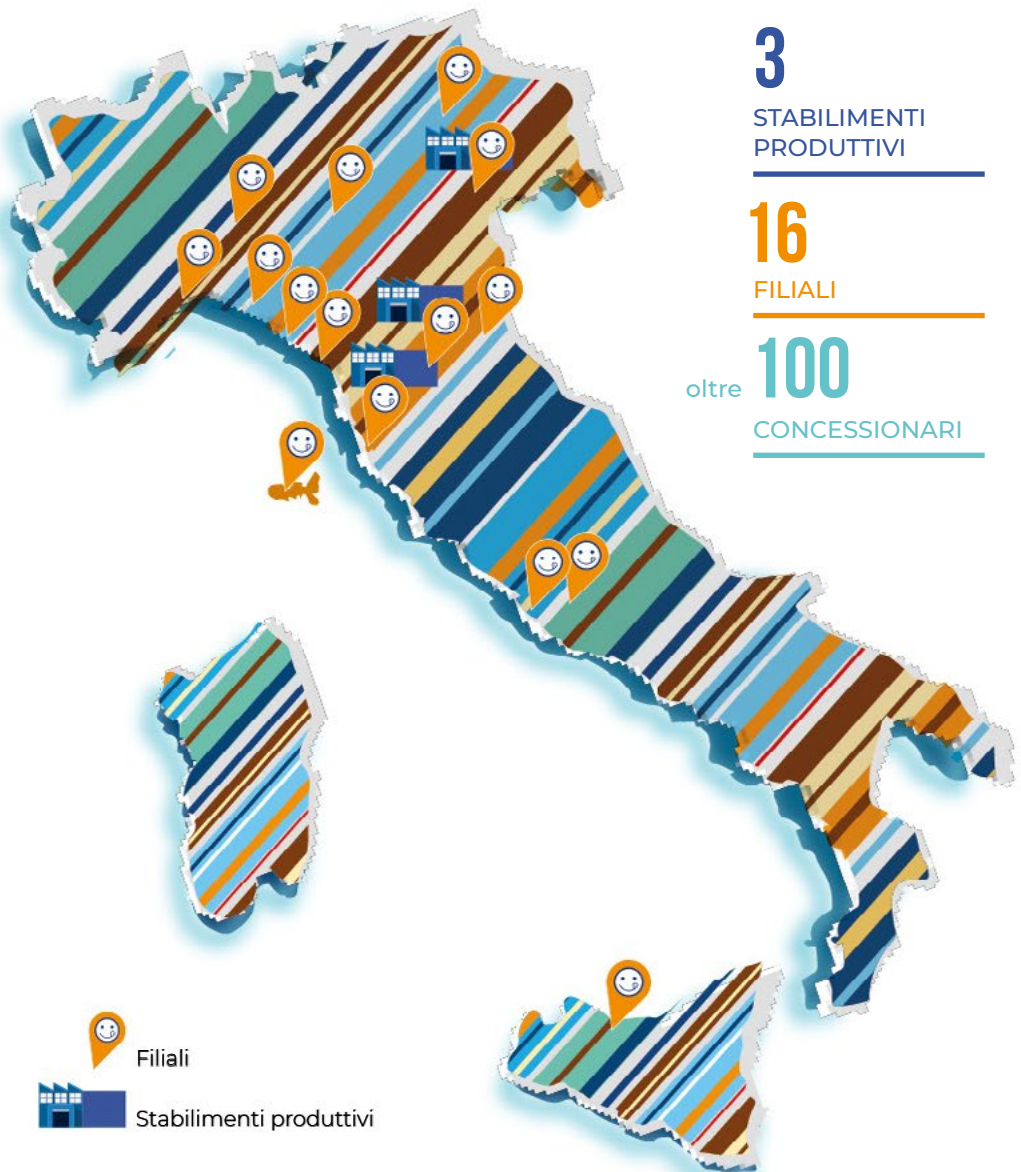 3
STABILIMENTI
PRODUTTIVI
16
FILIALI
oltre 100
CONCESSIONARI
Filiali
Stabilimenti produttivi